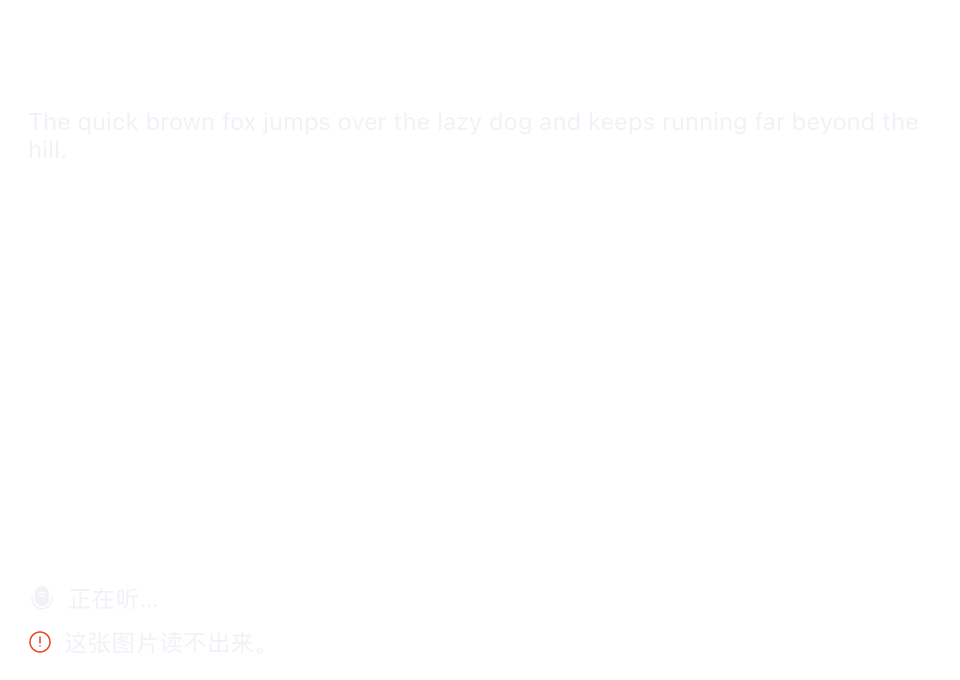 The quick brown fox jumps over the lazy dog and keeps running far beyond the
hill.
正在听…
这张图片读不出来。